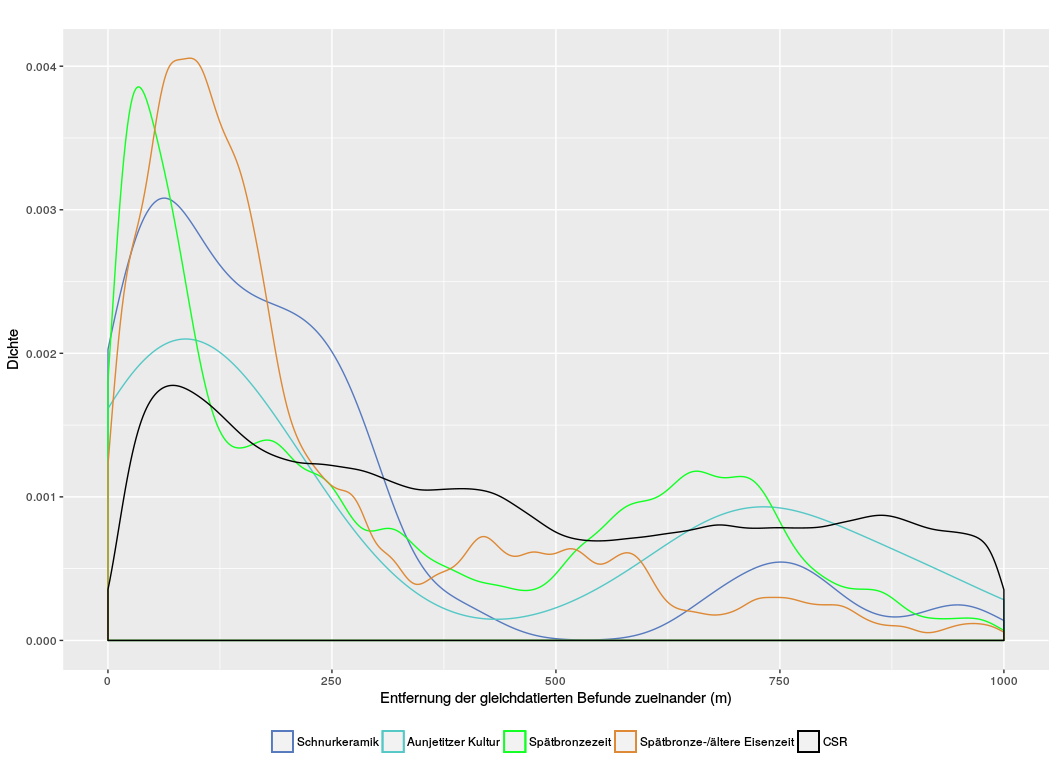 0.004
0.003
0.002
0.001
0.000
Dichte
0 250 500 750 1000
Entfernung der gleichdatierten Befunde zueinander (m)
Schnurkeramik Aunjetitzer Kultur Spätbronzezeit Spätbronze-/ältere Eisenzeit CSR